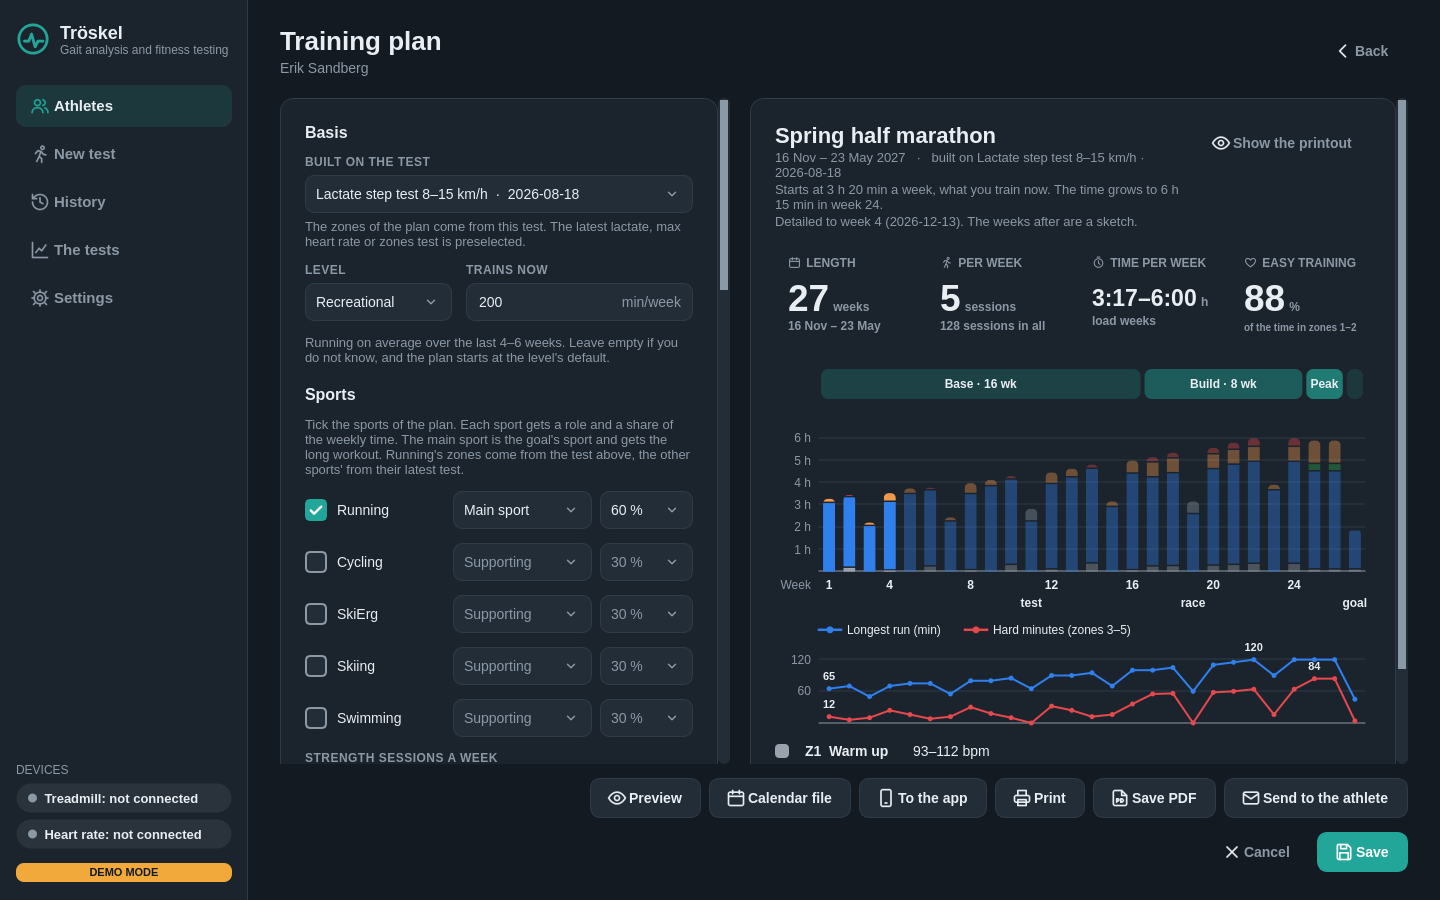 Tröskel
Gait analysis and fitness testing
Athletes
New test
History
The tests
Settings
DEVICES
Treadmill: not connected
Heart rate: not connected
DEMO MODE
Training plan
Erik Sandberg
Back
Basis
BUILT ON THE TEST
Lactate step test 8–15 km/h · 2026-08-18
The zones of the plan come from this test. The latest lactate, max
heart rate or zones test is preselected.
LEVEL
TRAINS NOW
Recreational
200 min/week
Running on average over the last 4–6 weeks. Leave empty if you
do not know, and the plan starts at the level's default.
Sports
Tick the sports of the plan. Each sport gets a role and a share of
the weekly time. The main sport is the goal's sport and gets the
long workout. Running's zones come from the test above, the other
sports' from their latest test.
Running Main sport 60 %
Cycling Supporting 30 %
SkiErg Supporting 30 %
Skiing Supporting 30 %
Swimming Supporting 30 %
STRENGTH SESSIONS A WEEK
Spring half marathon
Show the printout
16 Nov – 23 May 2027 · built on Lactate step test 8–15 km/h ·
2026-08-18
Starts at 3 h 20 min a week, what you train now. The time grows to 6 h
15 min in week 24.
Detailed to week 4 (2026-12-13). The weeks after are a sketch.
LENGTH
27 weeks
16 Nov – 23 May
PER WEEK
5 sessions
128 sessions in all
TIME PER WEEK
3:17–6:00 h
load weeks
EASY TRAINING
88 %
of the time in zones 1–2
Base · 16 wk
Build · 8 wk
Peak
6 h
5 h
4 h
3 h
2 h
1 h
Week 1 4 8 12 16 20 24
test race goal
Longest run (min)
Hard minutes (zones 3–5)
120
60
65
12
120
84
Z1 Warm up 93–112 bpm
Preview
Calendar file
To the app
Print
Save PDF
Send to the athlete
Cancel
Save